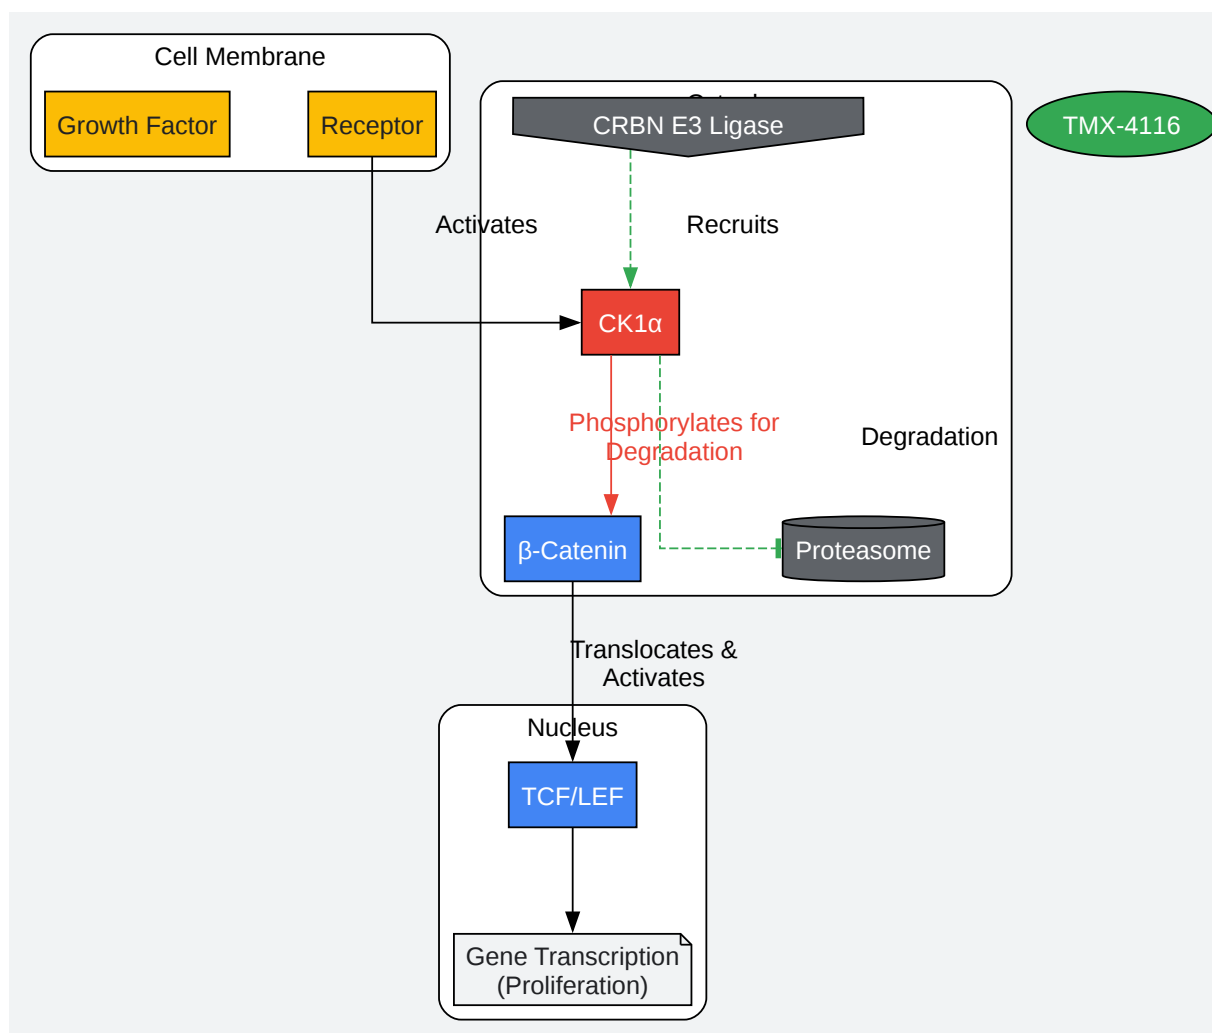 Cell Membrane
Growth Factor
Receptor
CRBN E3 Ligase
TMX-4116
Activates
Recruits
CK1α
Phosphorylates for
Degradation
Degradation
β-Catenin
Proteasome
Translocates &
Activates
Nucleus
TCF/LEF
Gene Transcription
(Proliferation)